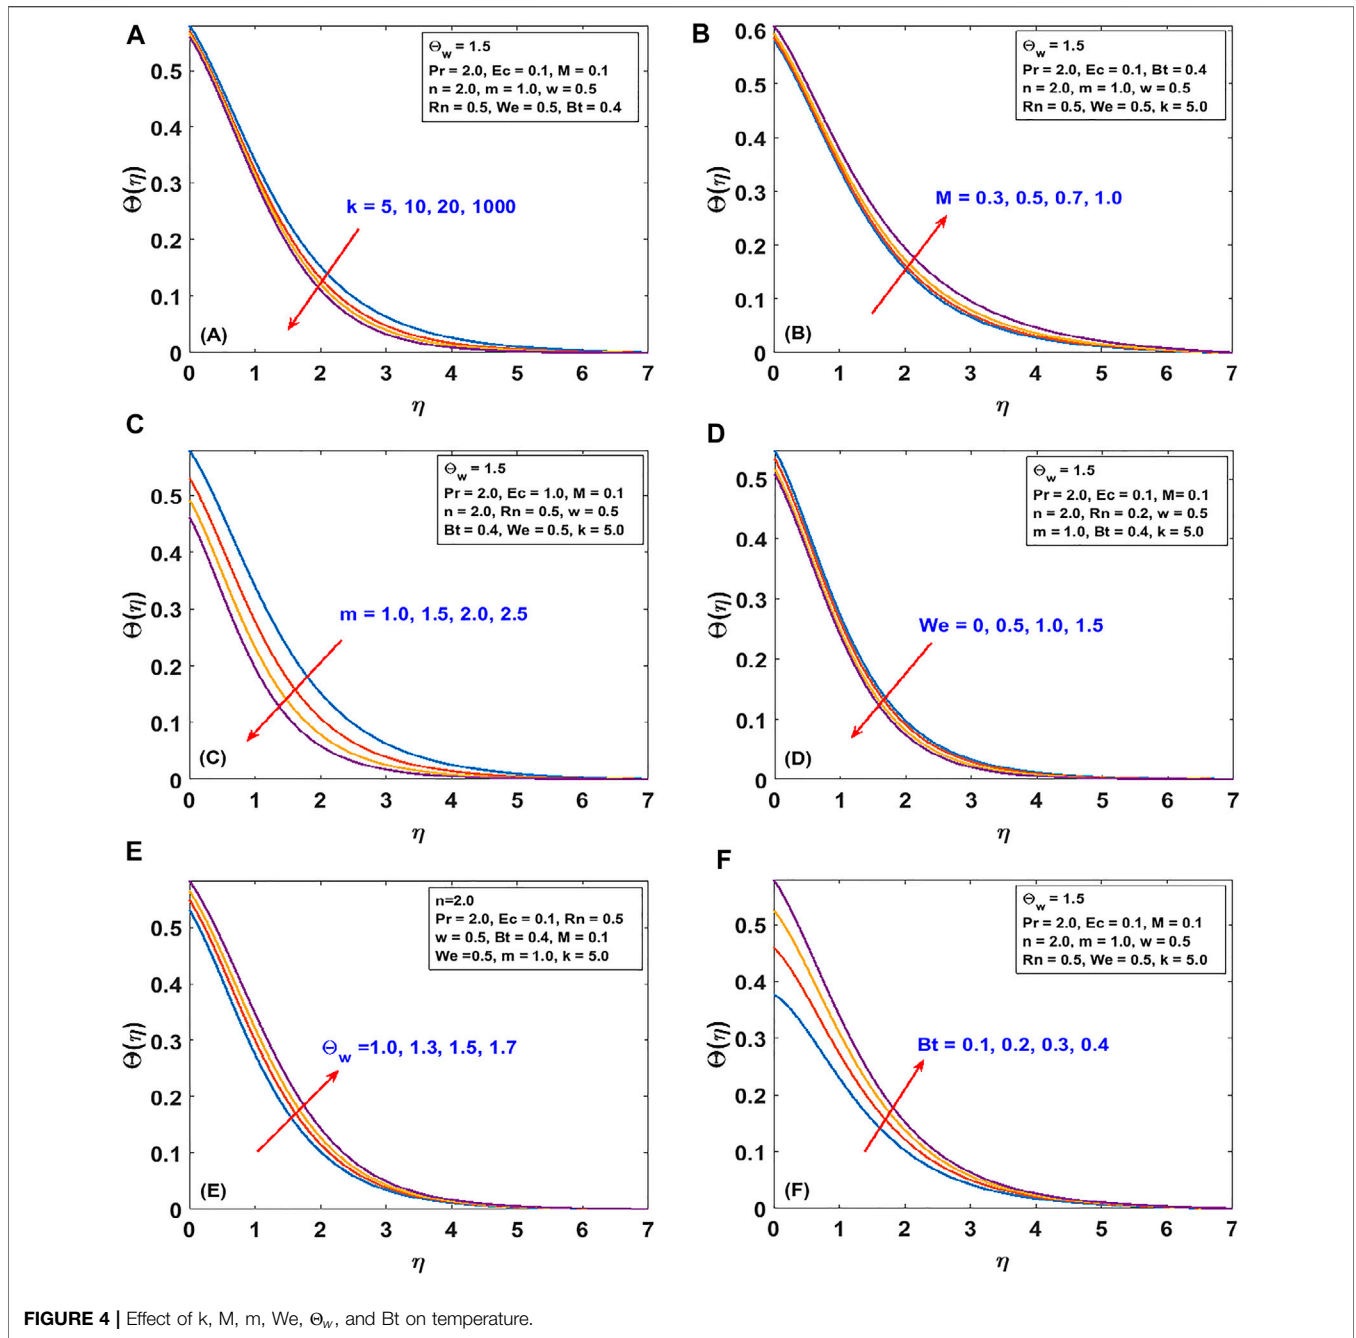 A
Θw = 1.5
Pr = 2.0, Ec = 0.1, M = 0.1
n = 2.0, m = 1.0, w = 0.5
Rn = 0.5, We = 0.5, Bt = 0.4
0.5
0.4
0.3
0.2
0.1
0
Θ(η)
k = 5, 10, 20, 1000
(A)
0 1 2 3 4 5 6 7
η
B
Θw = 1.5
Pr = 2.0, Ec = 0.1, Bt = 0.4
n = 2.0, m = 1.0, w = 0.5
Rn = 0.5, We = 0.5, k = 5.0
0.6
0.5
0.4
0.3
0.2
0.1
0
Θ(η)
M = 0.3, 0.5, 0.7, 1.0
(B)
0 1 2 3 4 5 6 7
η
C
Θw = 1.5
Pr = 2.0, Ec = 1.0, M = 0.1
n = 2.0, Rn = 0.5, w = 0.5
Bt = 0.4, We = 0.5, k = 5.0
0.5
0.4
0.3
0.2
0.1
0
Θ(η)
m = 1.0, 1.5, 2.0, 2.5
(C)
0 1 2 3 4 5 6 7
η
D
Θw = 1.5
Pr = 2.0, Ec = 0.1, M= 0.1
n = 2.0, Rn = 0.2, w = 0.5
m = 1.0, Bt = 0.4, k = 5.0
0.5
0.4
0.3
0.2
0.1
0
Θ(η)
We = 0, 0.5, 1.0, 1.5
(D)
0 1 2 3 4 5 6 7
η
E
n=2.0
Pr = 2.0, Ec = 0.1, Rn = 0.5
w = 0.5, Bt = 0.4, M = 0.1
We =0.5, m = 1.0, k = 5.0
0.5
0.4
0.3
0.2
0.1
0
Θ(η)
Θw =1.0, 1.3, 1.5, 1.7
(E)
0 1 2 3 4 5 6 7
η
F
Θw = 1.5
Pr = 2.0, Ec = 0.1, M = 0.1
n = 2.0, m = 1.0, w = 0.5
Rn = 0.5, We = 0.5, k = 5.0
0.5
0.4
0.3
0.2
0.1
0
Θ(η)
Bt = 0.1, 0.2, 0.3, 0.4
(F)
0 1 2 3 4 5 6 7
η
FIGURE 4 | Effect of k, M, m, We, Θw, and Bt on temperature.